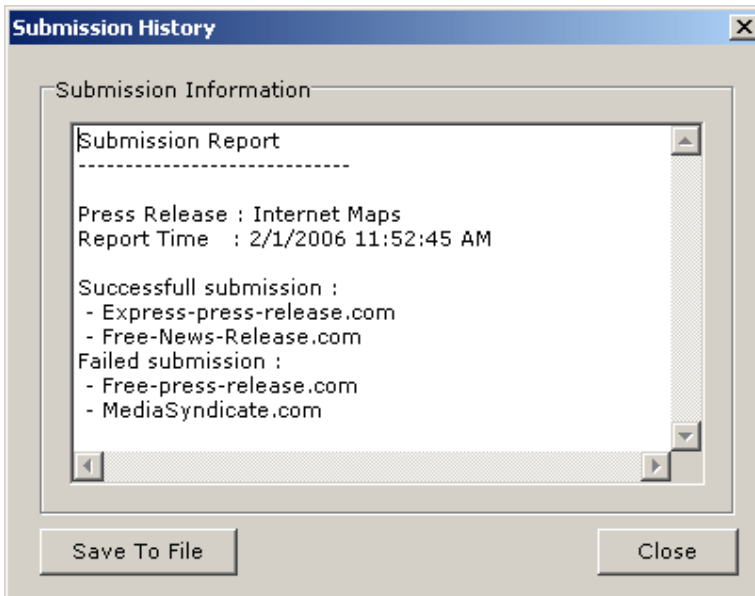 Submission History
Submission Information
Submission Report
----------------------------
Press Release : Internet Maps
Report Time  : 2/1/2006 11:52:45 AM
Successfull submission :
- Express-press-release.com
- Free-News-Release.com
Failed submission :
- Free-press-release.com
- MediaSyndicate.com
Save To File
Close